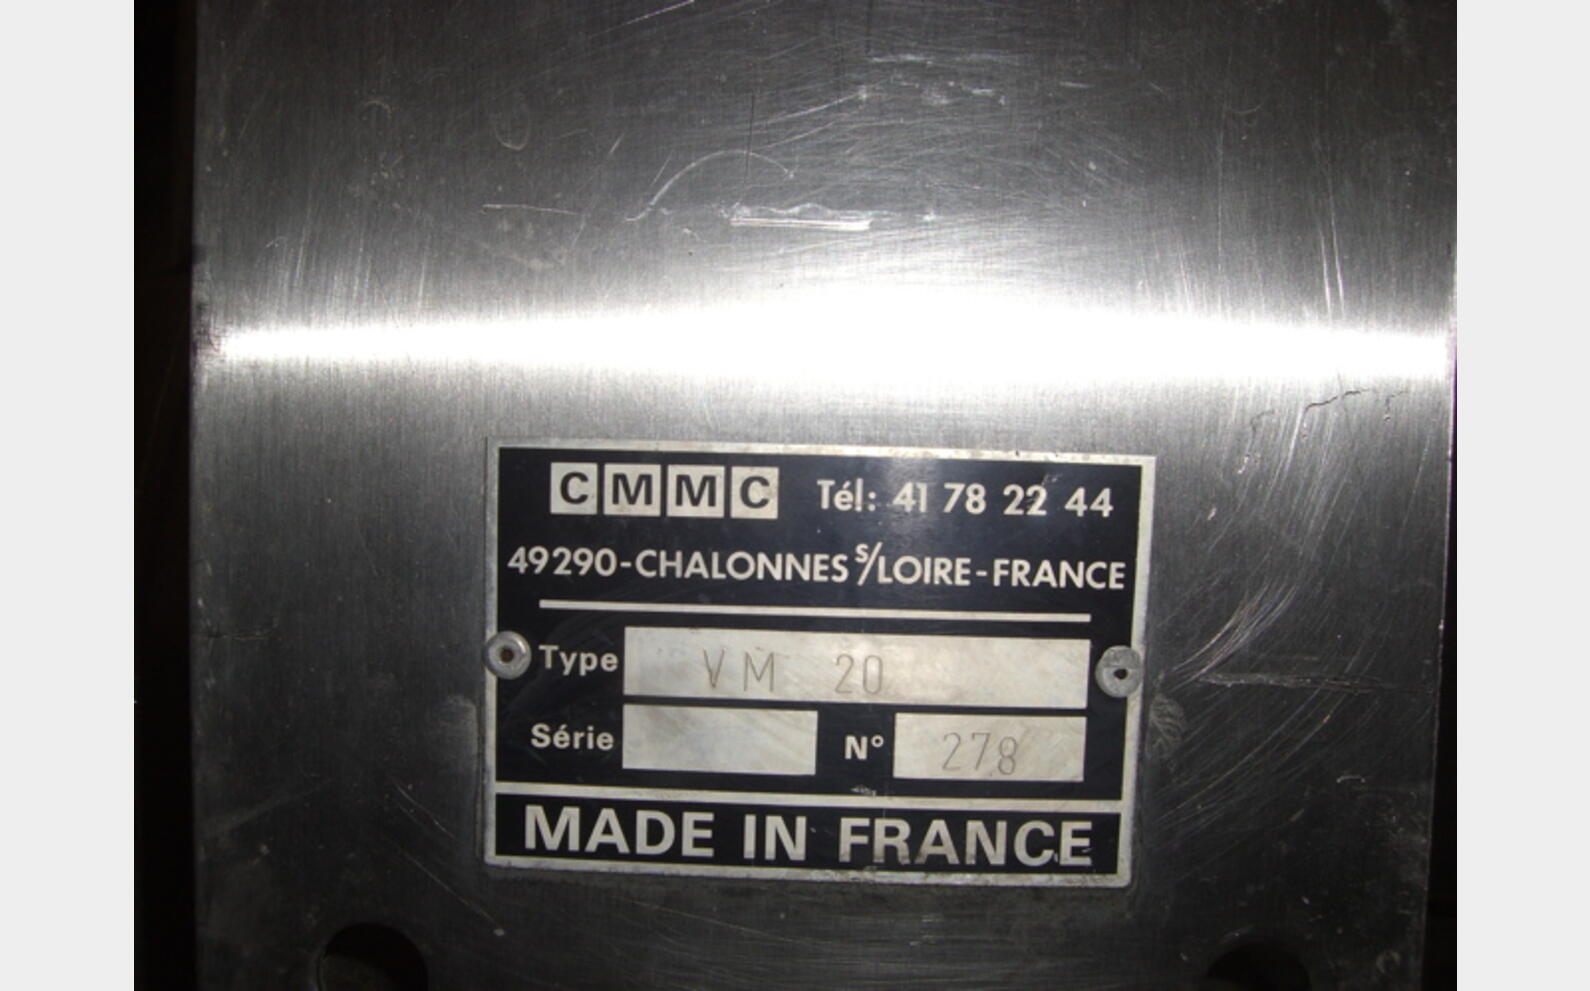 CMMC Tél: 41 78 22 44
49290-CHALONNES S/LOIRE-FRANCE
Type VM 20
Série N° 278
MADE IN FRANCE